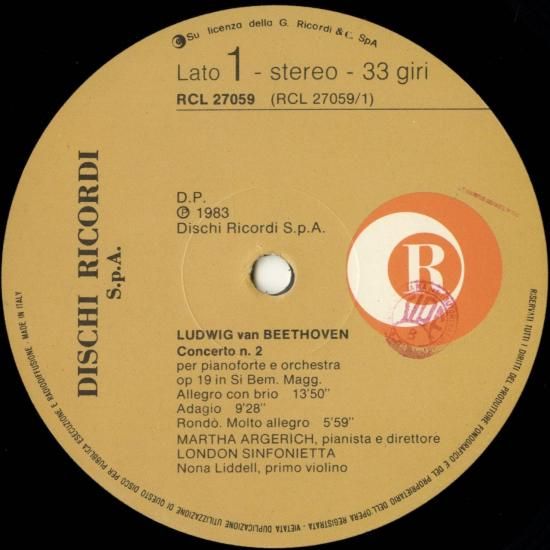 Su licenza della G. Ricordi & C. SpA
Lato 1 - stereo - 33 giri
RCL 27059 (RCL 27059/1)
DISCHI RICORDI
S.p.A.
D.P.
℗ 1983
Dischi Ricordi S.p.A.
R
LUDWIG van BEETHOVEN
Concerto n. 2
per pianoforte e orchestra
op 19 in Si Bem. Magg.
Allegro con brio 13'50''
Adagio 9'28''
Rondò. Molto allegro 5'59''
MARTHA ARGERICH, pianista e direttore
LONDON SINFONIETTA
Nona Liddell, primo violino
RISERVATI TUTTI I DIRITTI DEL PRODUTTORE FONOGRAFICO E DEL PROPRIETARIO DELL'OPERA REGISTRATA - VIETATA DUPLICAZIONE UTILIZZAZIONE DI QUESTO DISCO PER PUBBLICA ESECUZIONE E RADIODIFFUSIONE. MADE IN ITALY